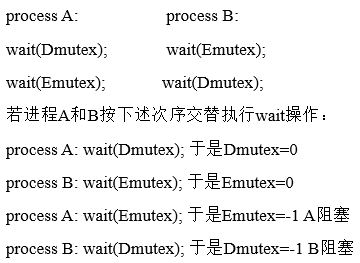 process A: process B:
wait(Dmutex); wait(Emutex);
wait(Emutex); wait(Dmutex);
若进程A和B按下述次序交替执行wait操作：
process A: wait(Dmutex); 于是Dmutex=0
process B: wait(Emutex); 于是Emutex=0
process A: wait(Emutex); 于是Emutex=-1 A阻塞
process B: wait(Dmutex); 于是Dmutex=-1 B阻塞